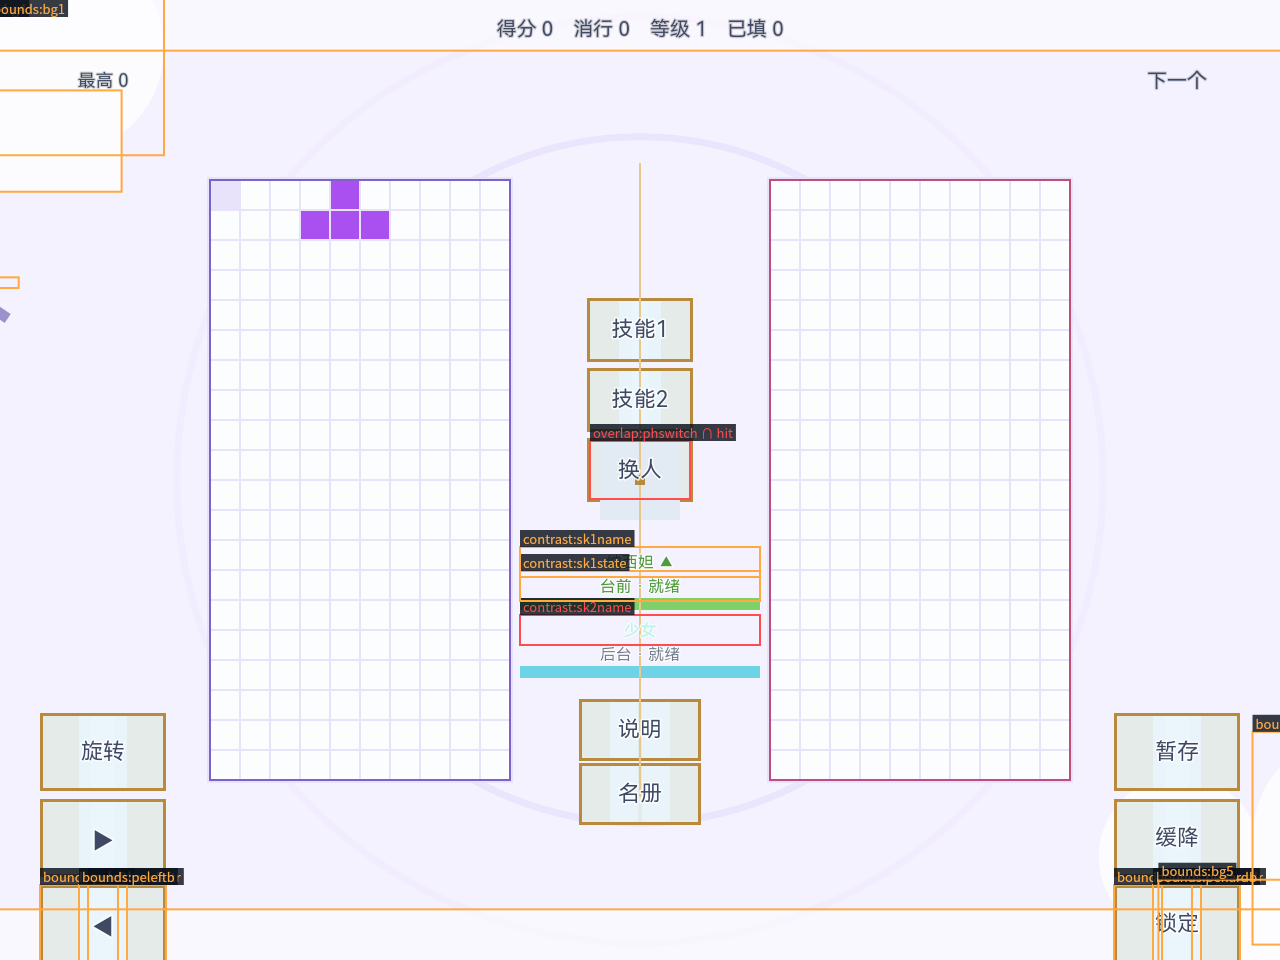 ounds:bg1
得分 0 消行 0 等级 1 已填 0
最高 0
下一个
技能1
技能2
overlap:phswitch ∩ hit
换人
contrast:sk1name
妲 ▲
contrast:sk1state
台前 · 就绪
contrast:sk2name
少女
后台 · 就绪
说明
名册
旋转
▶
bounds:peleftbr
◀
暂存
缓降
bounds:bg5
锁定
bou